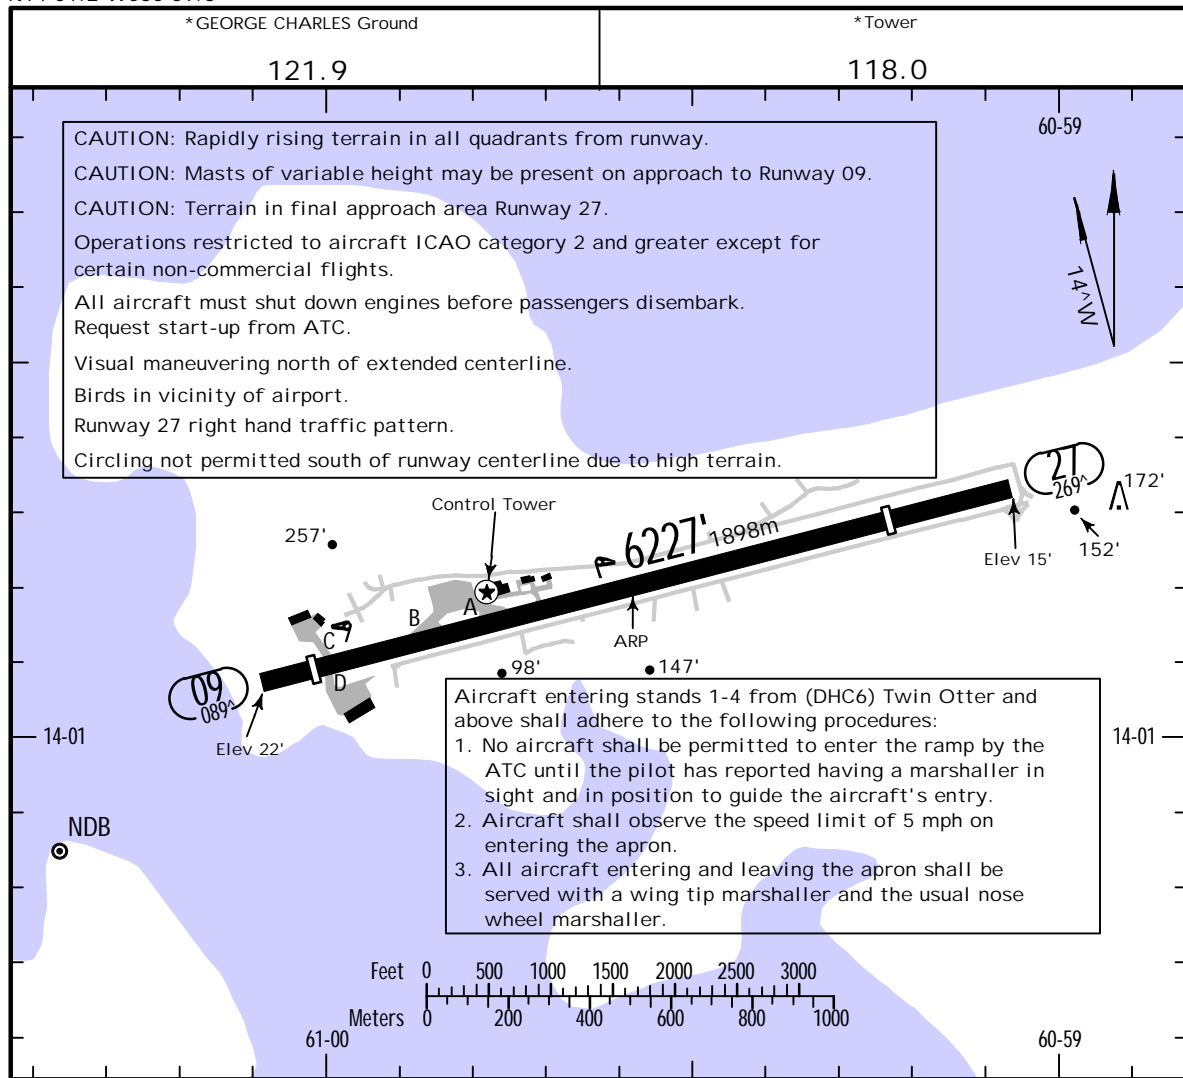 *GEORGE CHARLES Ground
121.9
*Tower
118.0
60-59
CAUTION: Rapidly rising terrain in all quadrants from runway.
CAUTION: Masts of variable height may be present on approach to Runway 09.
CAUTION: Terrain in final approach area Runway 27.
Operations restricted to aircraft ICAO category 2 and greater except for
certain non-commercial flights.
All aircraft must shut down engines before passengers disembark.
Request start-up from ATC.
Visual maneuvering north of extended centerline.
Birds in vicinity of airport.
Runway 27 right hand traffic pattern.
Circling not permitted south of runway centerline due to high terrain.
14^W
27
269^
172'
152'
Elev 15'
Control Tower
257'
6227' 1898m
A
B
C
D
ARP
98'
147'
09
089^
Elev 22'
14-01
14-01
NDB
Aircraft entering stands 1-4 from (DHC6) Twin Otter and
above shall adhere to the following procedures:
1. No aircraft shall be permitted to enter the ramp by the
ATC until the pilot has reported having a marshaller in
sight and in position to guide the aircraft's entry.
2. Aircraft shall observe the speed limit of 5 mph on
entering the apron.
3. All aircraft entering and leaving the apron shall be
served with a wing tip marshaller and the usual nose
wheel marshaller.
Feet 0 500 1000 1500 2000 2500 3000
Meters 0 200 400 600 800 1000
61-00
60-59